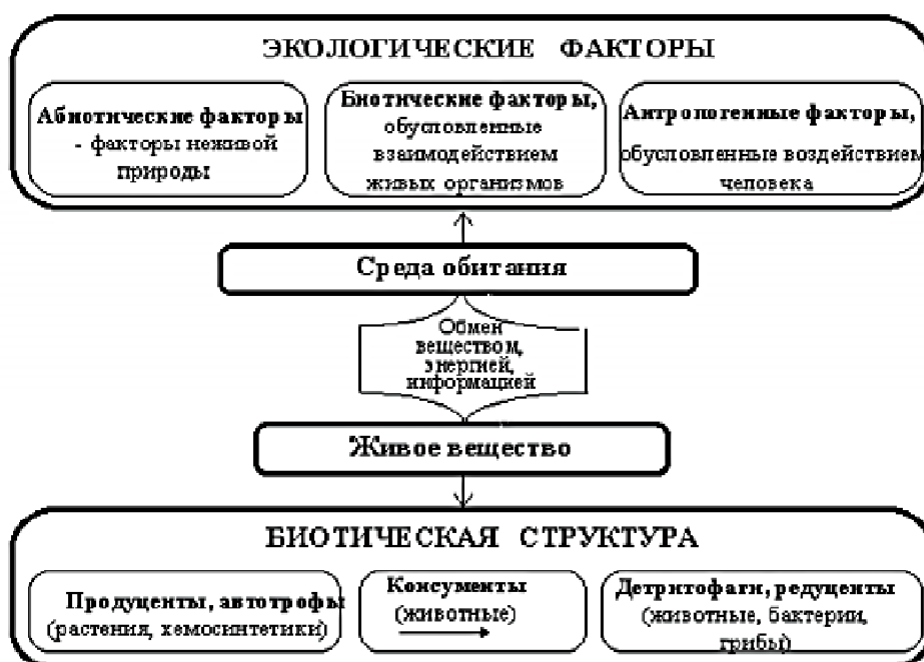 ЭКОЛОГИЧЕСКИЕ ФАКТОРЫ
Абиотические факторы
- факторы неживой
природы
Биотические факторы,
обусловленные
взаимодействием
живых организмов
Антропогенные факторы,
обусловленные воздействием
человека
Среда обитания
Обмен
веществом,
энергией,
информацией
Живое вещество
БИОТИЧЕСКАЯ СТРУКТУРА
Продуценты, автотрофы
(растения, хемосинтетики)
Консументы
(животные)
Детритофаги, редуценты
(животные, бактерии,
грибы)